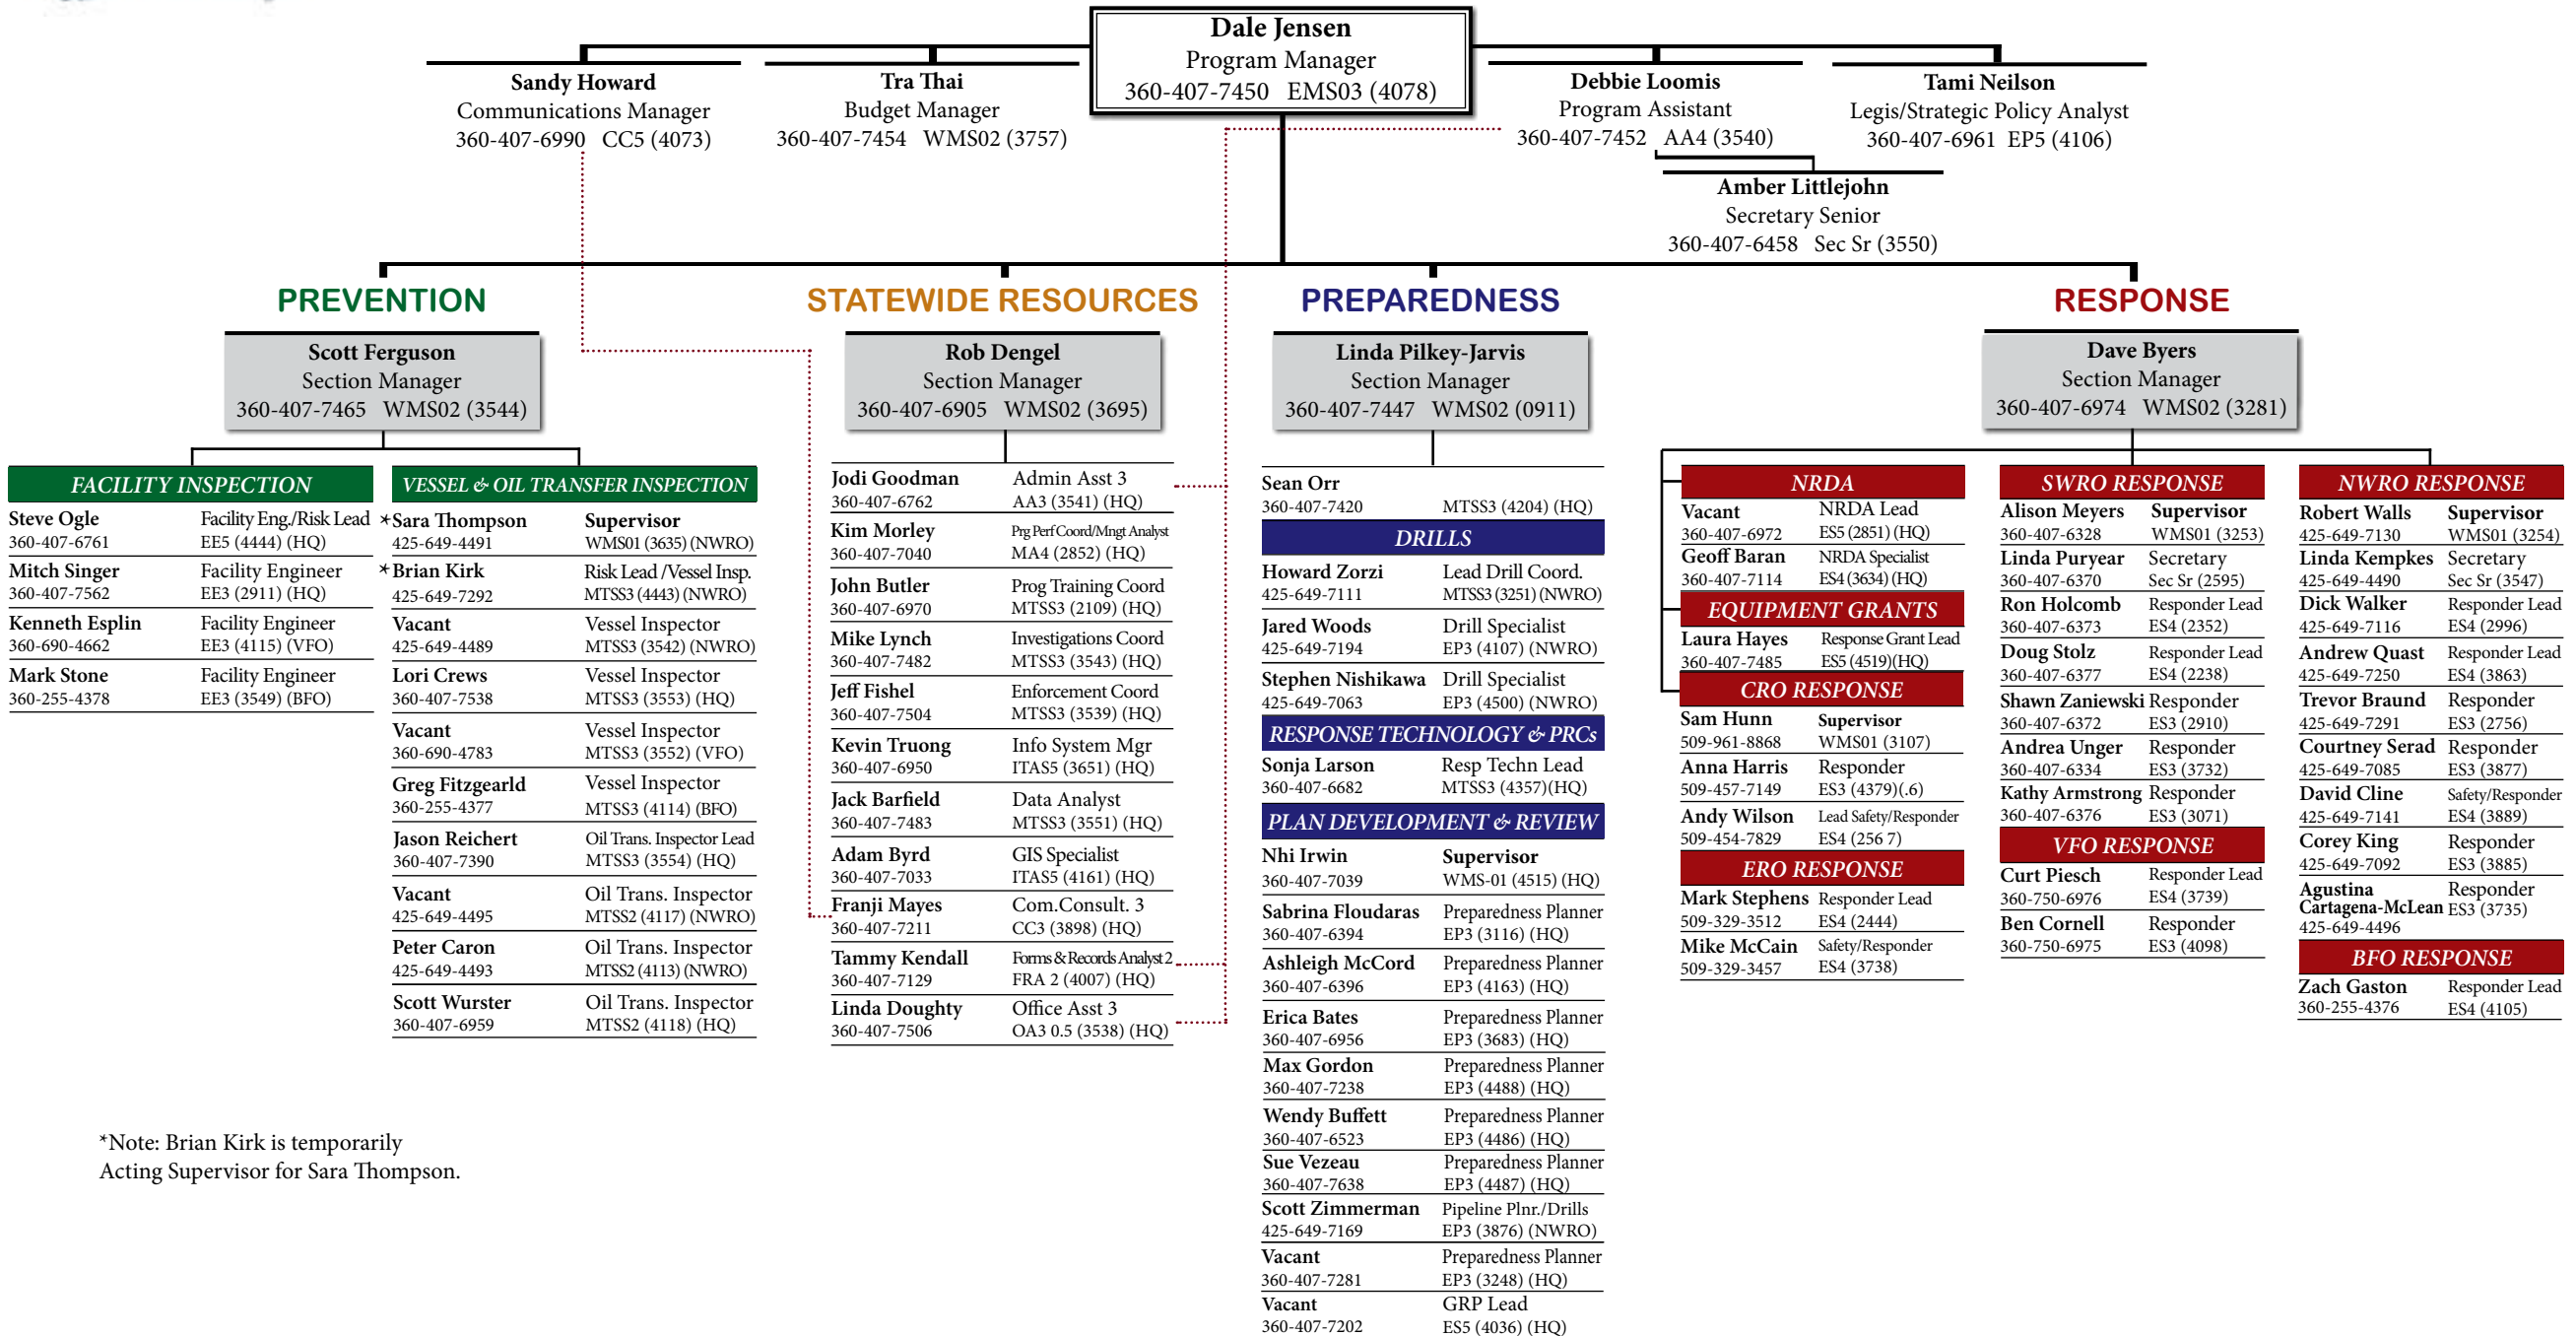 Dale Jensen
Program Manager
360-407-7450 EMS03 (4078)
Sandy Howard
Communications Manager
360-407-6990 CC5 (4073)
Tra Thai
Budget Manager
360-407-7454 WMS02 (3757)
Debbie Loomis
Program Assistant
360-407-7452 AA4 (3540)
Tami Neilson
Legis/Strategic Policy Analyst
360-407-6961 EP5 (4106)
Amber Littlejohn
Secretary Senior
360-407-6458 Sec Sr (3550)
PREVENTION
Scott Ferguson
Section Manager
360-407-7465 WMS02 (3544)
FACILITY INSPECTION
Steve Ogle Facility Eng./Risk Lead
360-407-6761 EE5 (4444) (HQ)
Mitch Singer Facility Engineer
360-407-7562 EE3 (2911) (HQ)
Kenneth Esplin Facility Engineer
360-690-4662 EE3 (4115) (VFO)
Mark Stone Facility Engineer
360-255-4378 EE3 (3549) (BFO)
VESSEL & OIL TRANSFER INSPECTION
*Sara Thompson Supervisor
425-649-4491 WMS01 (3635) (NWRO)
*Brian Kirk Risk Lead /Vessel Insp.
425-649-7292 MTSS3 (4443) (NWRO)
Vacant Vessel Inspector
425-649-4489 MTSS3 (3542) (NWRO)
Lori Crews Vessel Inspector
360-407-7538 MTSS3 (3553) (HQ)
Vacant Vessel Inspector
360-690-4783 MTSS3 (3552) (VFO)
Greg Fitzgearld Vessel Inspector
360-255-4377 MTSS3 (4114) (BFO)
Jason Reichert Oil Trans. Inspector Lead
360-407-7390 MTSS3 (3554) (HQ)
Vacant Oil Trans. Inspector
425-649-4495 MTSS2 (4117) (NWRO)
Peter Caron Oil Trans. Inspector
425-649-4493 MTSS2 (4113) (NWRO)
Scott Wurster Oil Trans. Inspector
360-407-6959 MTSS2 (4118) (HQ)
STATEWIDE RESOURCES
Rob Dengel
Section Manager
360-407-6905 WMS02 (3695)
Jodi Goodman Admin Asst 3
360-407-6762 AA3 (3541) (HQ)
Kim Morley Prg Perf Coord/Mngt Analyst
360-407-7040 MA4 (2852) (HQ)
John Butler Prog Training Coord
360-407-6970 MTSS3 (2109) (HQ)
Mike Lynch Investigations Coord
360-407-7482 MTSS3 (3543) (HQ)
Jeff Fishel Enforcement Coord
360-407-7504 MTSS3 (3539) (HQ)
Kevin Truong Info System Mgr
360-407-6950 ITAS5 (3651) (HQ)
Jack Barfield Data Analyst
360-407-7483 MTSS3 (3551) (HQ)
Adam Byrd GIS Specialist
360-407-7033 ITAS5 (4161) (HQ)
Franji Mayes Com.Consult. 3
360-407-7211 CC3 (3898) (HQ)
Tammy Kendall Forms & Records Analyst 2
360-407-7129 FRA 2 (4007) (HQ)
Linda Doughty Office Asst 3
360-407-7506 OA3 0.5 (3538) (HQ)
PREPAREDNESS
Linda Pilkey-Jarvis
Section Manager
360-407-7447 WMS02 (0911)
Sean Orr
360-407-7420 MTSS3 (4204) (HQ)
DRILLS
Howard Zorzi Lead Drill Coord.
425-649-7111 MTSS3 (3251) (NWRO)
Jared Woods Drill Specialist
425-649-7194 EP3 (4107) (NWRO)
Stephen Nishikawa Drill Specialist
425-649-7063 EP3 (4500) (NWRO)
RESPONSE TECHNOLOGY & PRCs
Sonja Larson Resp Techn Lead
360-407-6682 MTSS3 (4357)(HQ)
PLAN DEVELOPMENT & REVIEW
Nhi Irwin Supervisor
360-407-7039 WMS-01 (4515) (HQ)
Sabrina Floudaras Preparedness Planner
360-407-6394 EP3 (3116) (HQ)
Ashleigh McCord Preparedness Planner
360-407-6396 EP3 (4163) (HQ)
Erica Bates Preparedness Planner
360-407-6956 EP3 (3683) (HQ)
Max Gordon Preparedness Planner
360-407-7238 EP3 (4488) (HQ)
Wendy Buffett Preparedness Planner
360-407-6523 EP3 (4486) (HQ)
Sue Vezeau Preparedness Planner
360-407-7638 EP3 (4487) (HQ)
Scott Zimmerman Pipeline Plnr./Drills
425-649-7169 EP3 (3876) (NWRO)
Vacant Preparedness Planner
360-407-7281 EP3 (3248) (HQ)
Vacant GRP Lead
360-407-7202 ES5 (4036) (HQ)
RESPONSE
Dave Byers
Section Manager
360-407-6974 WMS02 (3281)
NRDA
Vacant NRDA Lead
360-407-6972 ES5 (2851) (HQ)
Geoff Baran NRDA Specialist
360-407-7114 ES4 (3634) (HQ)
EQUIPMENT GRANTS
Laura Hayes Response Grant Lead
360-407-7485 ES5 (4519)(HQ)
CRO RESPONSE
Sam Hunn Supervisor
509-961-8868 WMS01 (3107)
Anna Harris Responder
509-457-7149 ES3 (4379)(.6)
Andy Wilson Lead Safety/Responder
509-454-7829 ES4 (256 7)
ERO RESPONSE
Mark Stephens Responder Lead
509-329-3512 ES4 (2444)
Mike McCain Safety/Responder
509-329-3457 ES4 (3738)
SWRO RESPONSE
Alison Meyers Supervisor
360-407-6328 WMS01 (3253)
Linda Puryear Secretary
360-407-6370 Sec Sr (2595)
Ron Holcomb Responder Lead
360-407-6373 ES4 (2352)
Doug Stolz Responder Lead
360-407-6377 ES4 (2238)
Shawn Zaniewski Responder
360-407-6372 ES3 (2910)
Andrea Unger Responder
360-407-6334 ES3 (3732)
Kathy Armstrong Responder
360-407-6376 ES3 (3071)
VFO RESPONSE
Curt Piesch Responder Lead
360-750-6976 ES4 (3739)
Ben Cornell Responder
360-750-6975 ES3 (4098)
NWRO RESPONSE
Robert Walls Supervisor
425-649-7130 WMS01 (3254)
Linda Kempkes Secretary
425-649-4490 Sec Sr (3547)
Dick Walker Responder Lead
425-649-7116 ES4 (2996)
Andrew Quast Responder Lead
425-649-7250 ES4 (3863)
Trevor Braund Responder
425-649-7291 ES3 (2756)
Courtney Serad Responder
425-649-7085 ES3 (3877)
David Cline Safety/Responder
425-649-7141 ES4 (3889)
Corey King Responder
425-649-7092 ES3 (3885)
Agustina Responder
Cartagena-McLean ES3 (3735)
425-649-4496
BFO RESPONSE
Zach Gaston Responder Lead
360-255-4376 ES4 (4105)
*Note: Brian Kirk is temporarily
Acting Supervisor for Sara Thompson.